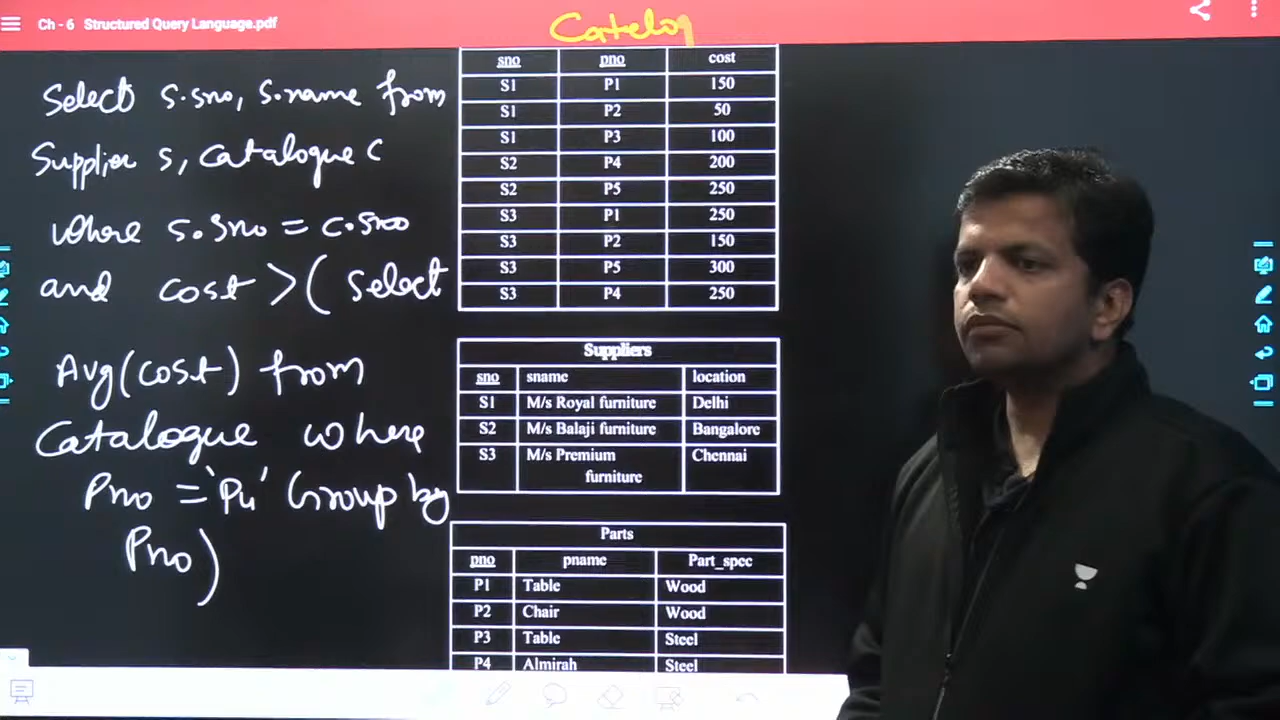 Ch - 6 Structured Query Language.pdf
Catelog
Select s.sno, s.name from
Supplier s, Catalogue c
where s.sno = c.sno
and cost > ( Select
Avg(cost) from
Catalogue where
Pno = 'P4' Group by
Pno)
sno pno cost
S1 P1 150
S1 P2 50
S1 P3 100
S2 P4 200
S2 P5 250
S3 P1 250
S3 P2 150
S3 P5 300
S3 P4 250
Suppliers
sno sname location
S1 M/s Royal furniture Delhi
S2 M/s Balaji furniture Bangalore
S3 M/s Premium Chennai
furniture
Parts
pno pname Part_spec
P1 Table Wood
P2 Chair Wood
P3 Table Steel
P4 Almirah Steel